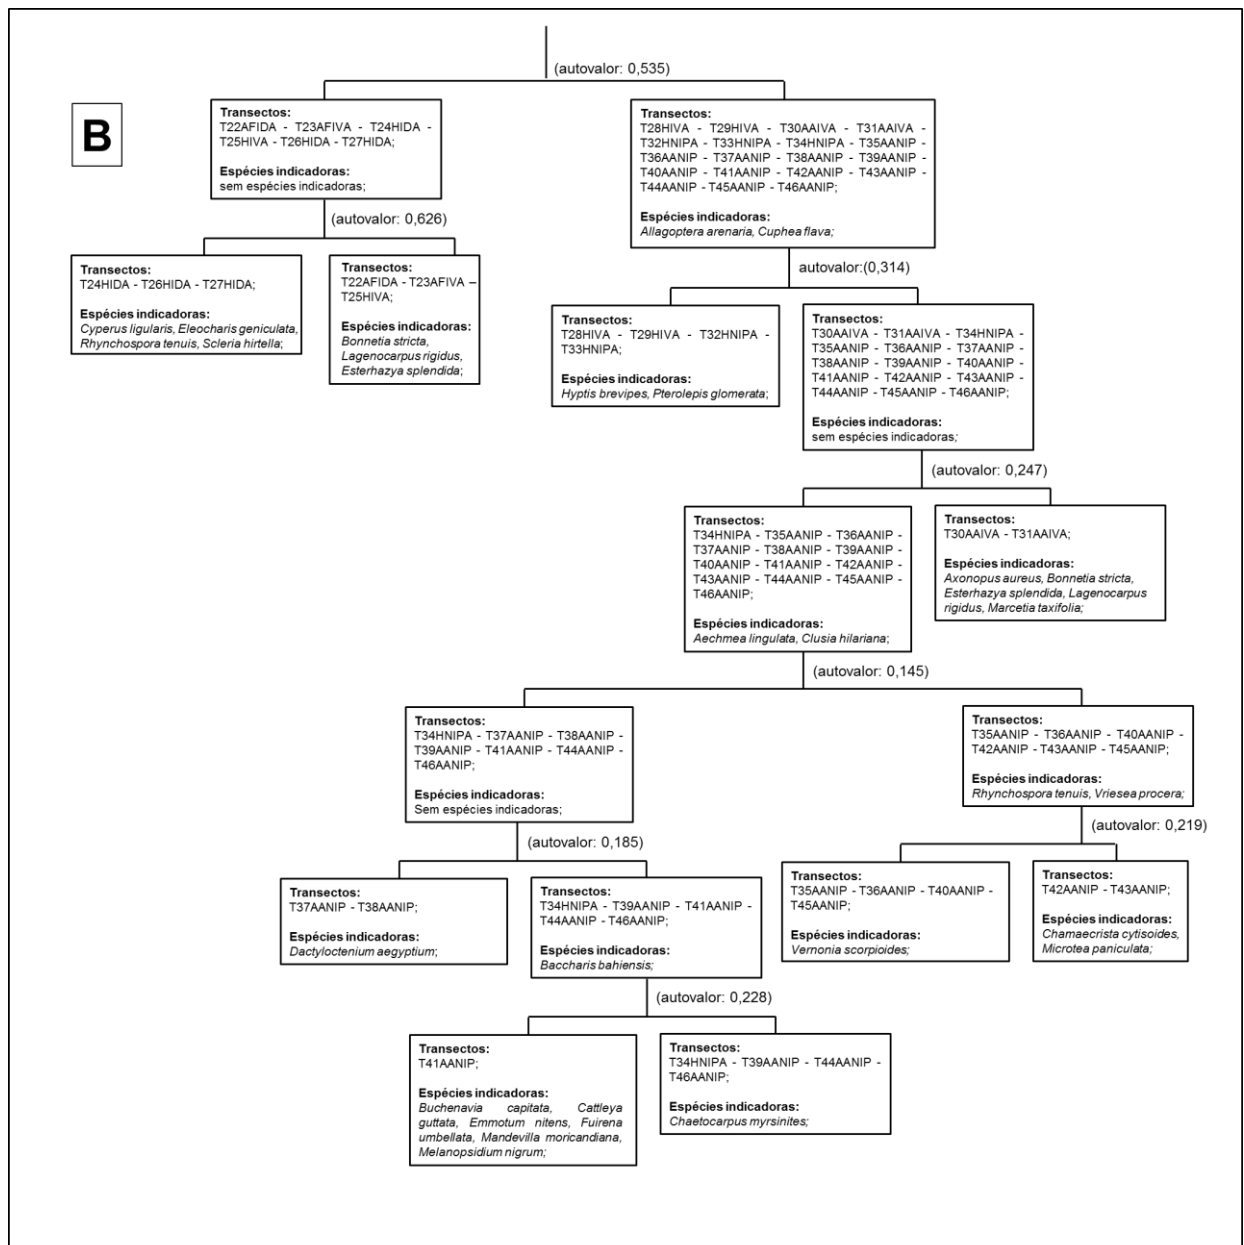 (autovalor: 0,535)
B
Transectos:
T22AFIDA - T23AFIVA - T24HIDA -
T25HIVA - T26HIDA - T27HIDA;
Espécies indicadoras:
sem espécies indicadoras;
Transectos:
T28HIVA - T29HIVA - T30AAIVA - T31AAIVA -
T32HNIPA - T33HNIPA - T34HNIPA - T35AANIP -
T36AANIP - T37AANIP - T38AANIP - T39AANIP -
T40AANIP - T41AANIP - T42AANIP - T43AANIP -
T44AANIP - T45AANIP - T46AANIP;
Espécies indicadoras:
Allagoptera arenaria, Cuphea flava;
(autovalor: 0,626)
autovalor:(0,314)
Transectos:
T24HIDA - T26HIDA - T27HIDA;
Espécies indicadoras:
Cyperus ligularis, Eleocharis geniculata,
Rhynchospora tenuis, Scleria hirtella;
Transectos:
T22AFIDA - T23AFIVA –
T25HIVA;
Espécies indicadoras:
Bonnetia stricta,
Lagenocarpus rigidus,
Esterhazya splendida;
Transectos:
T28HIVA - T29HIVA - T32HNIPA -
T33HNIPA;
Espécies indicadoras:
Hyptis brevipes, Pterolepis glomerata;
Transectos:
T30AAIVA - T31AAIVA - T34HNIPA -
T35AANIP - T36AANIP - T37AANIP -
T38AANIP - T39AANIP - T40AANIP -
T41AANIP - T42AANIP - T43AANIP -
T44AANIP - T45AANIP - T46AANIP;
Espécies indicadoras:
sem espécies indicadoras;
(autovalor: 0,247)
Transectos:
T34HNIPA - T35AANIP - T36AANIP -
T37AANIP - T38AANIP - T39AANIP -
T40AANIP - T41AANIP - T42AANIP -
T43AANIP - T44AANIP - T45AANIP -
T46AANIP;
Espécies indicadoras:
Aechmea lingulata, Clusia hilariana;
Transectos:
T30AAIVA - T31AAIVA;
Espécies indicadoras:
Axonopus aureus, Bonnetia stricta,
Esterhazya splendida, Lagenocarpus
rigidus, Marcetia taxifolia;
(autovalor: 0,145)
Transectos:
T34HNIPA - T37AANIP - T38AANIP -
T39AANIP - T41AANIP - T44AANIP -
T46AANIP;
Espécies indicadoras:
Sem espécies indicadoras;
Transectos:
T35AANIP - T36AANIP - T40AANIP -
T42AANIP - T43AANIP - T45AANIP;
Espécies indicadoras:
Rhynchospora tenuis, Vriesea procera;
(autovalor: 0,185)
(autovalor: 0,219)
Transectos:
T37AANIP - T38AANIP;
Espécies indicadoras:
Dactyloctenium aegyptium;
Transectos:
T34HNIPA - T39AANIP - T41AANIP -
T44AANIP - T46AANIP;
Espécies indicadoras:
Baccharis bahiensis;
Transectos:
T35AANIP - T36AANIP - T40AANIP -
T45AANIP;
Espécies indicadoras:
Vernonia scorpioides;
Transectos:
T42AANIP - T43AANIP;
Espécies indicadoras:
Chamaecrista cytisoides,
Microtea paniculata;
(autovalor: 0,228)
Transectos:
T41AANIP;
Espécies indicadoras:
Buchenavia capitata, Cattleya
guttata, Emmotum nitens, Fuirena
umbellata, Mandevilla moricandiana,
Melanopsidium nigrum;
Transectos:
T34HNIPA - T39AANIP - T44AANIP -
T46AANIP;
Espécies indicadoras:
Chaetocarpus myrsinites;